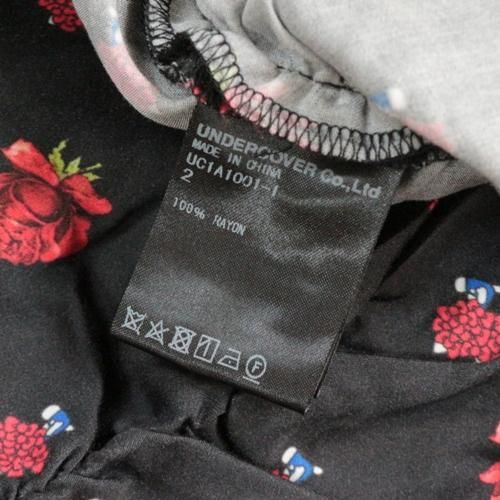 UNDERCOVER Co.,Ltd
MADE IN CHINA
UC1A1001-1
2
100% RAYON
F